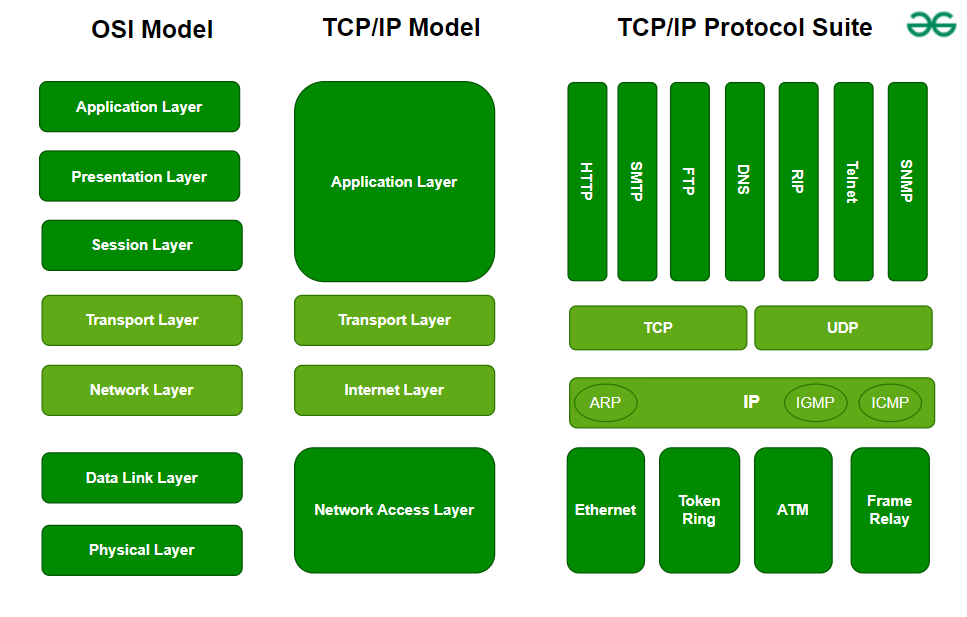 OSI Model
TCP/IP Model
TCP/IP Protocol Suite
Application Layer
Presentation Layer
Session Layer
Transport Layer
Network Layer
Data Link Layer
Physical Layer
Application Layer
Transport Layer
Internet Layer
Network Access Layer
HTTP
SMTP
FTP
DNS
RIP
Telnet
SNMP
TCP
UDP
ARP
IP
IGMP
ICMP
Ethernet
Token
Ring
ATM
Frame
Relay